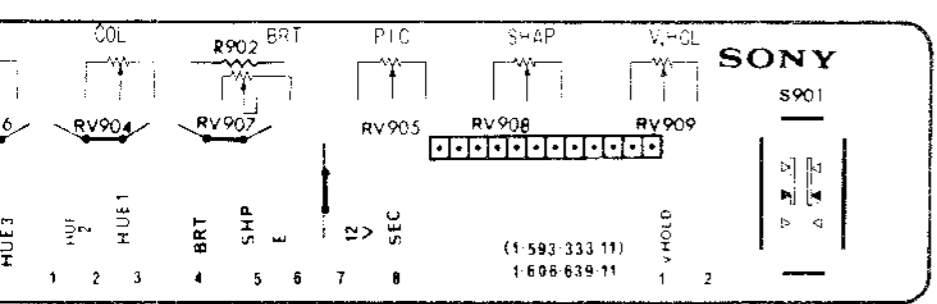 COL
BRT
PIC
SHAP
V.HOL
R902
SONY
S901
6
RV904
RV907
RV905
RV908
RV909
HUE3
HUE 2
HUE1
BRT
SHP
E
12 V
SEC
VHOLD
(1-593-333 11)
1-606-639-11
1 2 3 4 5 6 7 8 1 2